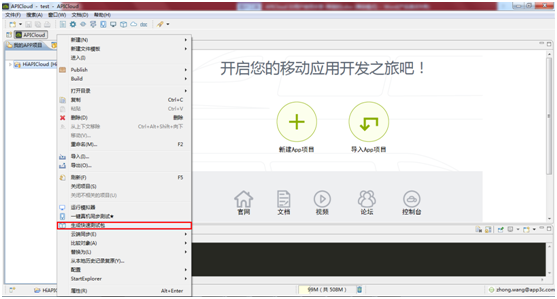 APICloud - test - APICloud
文件(F) 搜索(S) 窗口(W) 文档(D) 帮助(H)
APICloud
我的APP项目
HiAPICloud [Hi
新建(N)
新建文件模板
进入(I)
Publish
Build
打开目录
复制 Ctrl+C
粘贴 Ctrl+V
删除(D) 删除
从上下文移除 Ctrl+Alt+Shift+向下
移动(V)...
重命名(M)... F2
导入(I)...
导出(O)...
刷新(F) F5
关闭项目(S)
关闭不相关的项目(U)
运行模拟器
一键真机同步测试★
生成快速测试包
云端同步(E)
比较对象(A)
替换为(L)
从本地历史记录复原(Y)...
配置
StartExplorer
属性(R) Alt+Enter
开启您的移动应用开发之旅吧！
新建App项目
导入App项目
官网
文档
视频
论坛
控制台
HiAPICloud
(共 508M)
zhong.wang@app3c.com